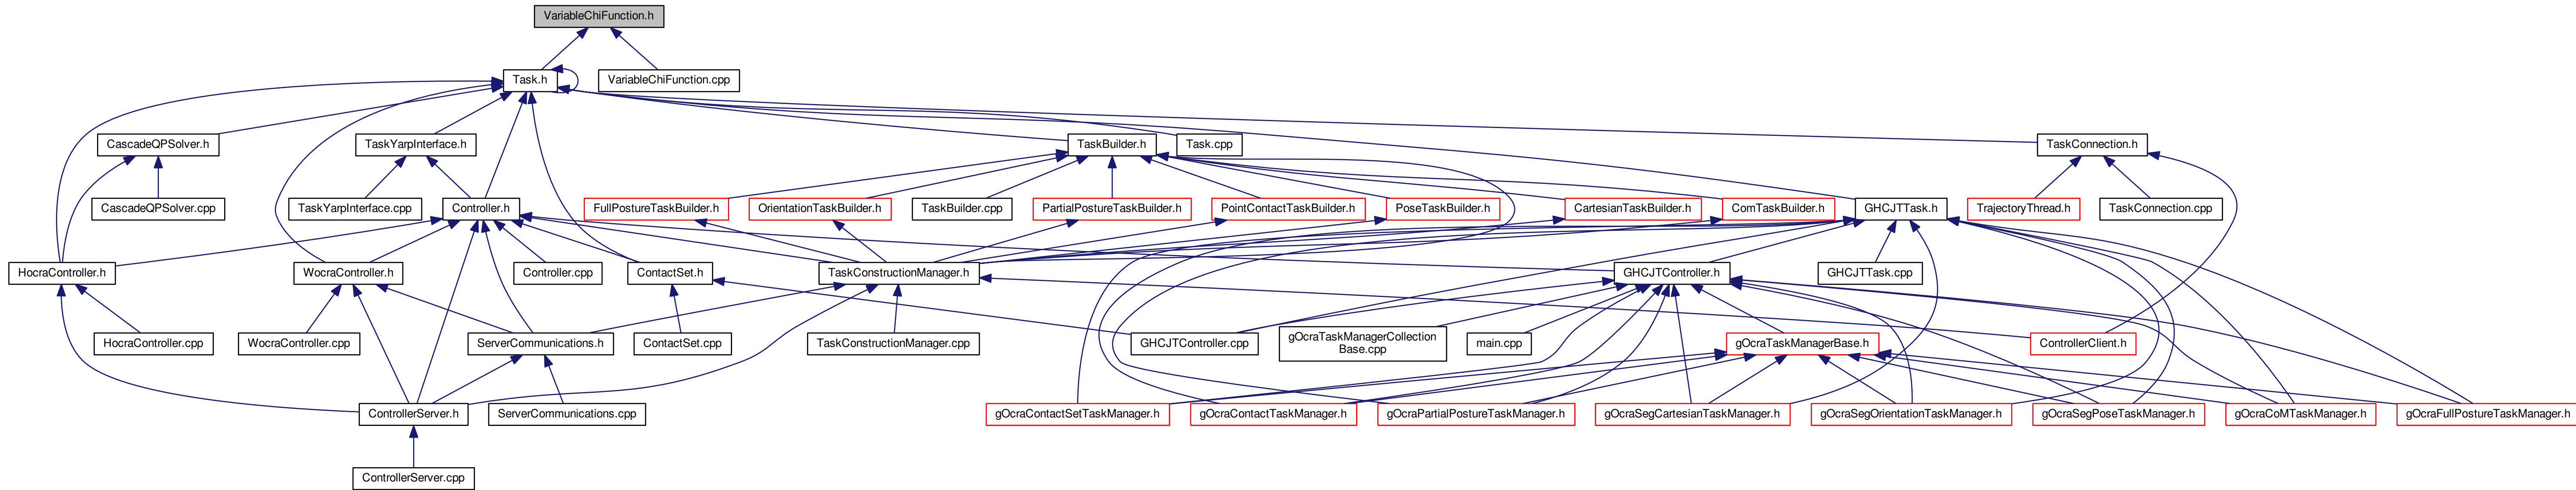 VariableChiFunction.h
Task.h
VariableChiFunction.cpp
CascadeQPSolver.h
TaskYarpInterface.h
TaskBuilder.h
Task.cpp
TaskConnection.h
CascadeQPSolver.cpp
TaskYarpInterface.cpp
Controller.h
FullPostureTaskBuilder.h
OrientationTaskBuilder.h
TaskBuilder.cpp
PartialPostureTaskBuilder.h
PointContactTaskBuilder.h
PoseTaskBuilder.h
CartesianTaskBuilder.h
ComTaskBuilder.h
GHCJTTask.h
TrajectoryThread.h
TaskConnection.cpp
HocraController.h
WocraController.h
Controller.cpp
ContactSet.h
TaskConstructionManager.h
GHCJTController.h
GHCJTTask.cpp
HocraController.cpp
WocraController.cpp
ServerCommunications.h
ContactSet.cpp
TaskConstructionManager.cpp
GHCJTController.cpp
gOcraTaskManagerCollection
Base.cpp
main.cpp
gOcraTaskManagerBase.h
ControllerClient.h
ControllerServer.h
ServerCommunications.cpp
gOcraContactSetTaskManager.h
gOcraContactTaskManager.h
gOcraPartialPostureTaskManager.h
gOcraSegCartesianTaskManager.h
gOcraSegOrientationTaskManager.h
gOcraSegPoseTaskManager.h
gOcraCoMTaskManager.h
gOcraFullPostureTaskManager.h
ControllerServer.cpp